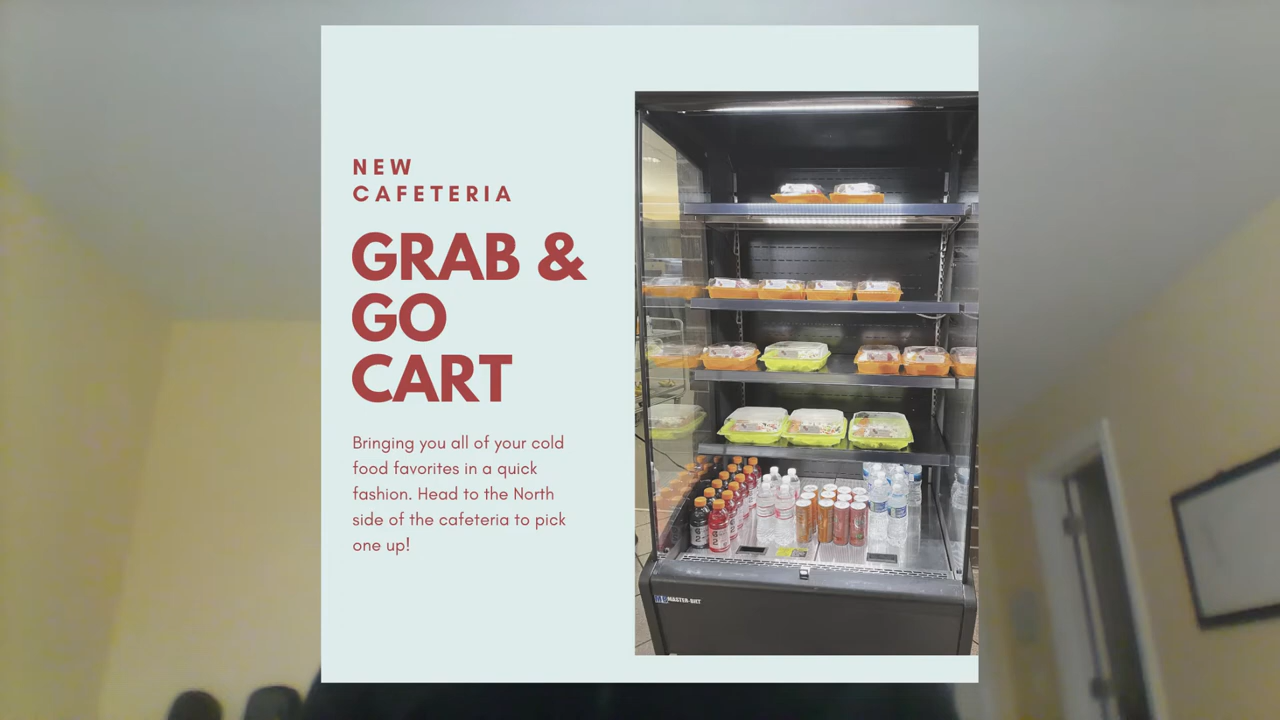 NEW
CAFETERIA
GRAB &
GO
CART
Bringing you all of your cold
food favorites in a quick
fashion. Head to the North
side of the cafeteria to pick
one up!
MASTER-BILT